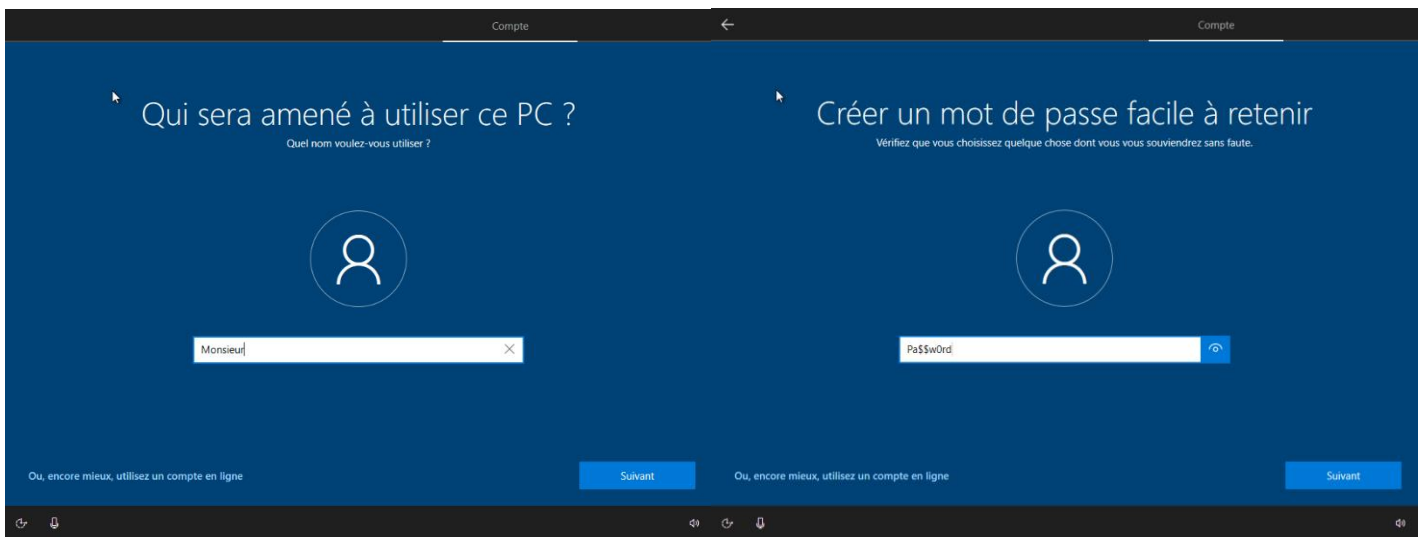 Compte
Qui sera amené à utiliser ce PC ?
Quel nom voulez-vous utiliser ?
Monsieur
Ou, encore mieux, utilisez un compte en ligne
Suivant
Compte
Créer un mot de passe facile à retenir
Vérifiez que vous choisissez quelque chose dont vous vous souviendrez sans faute.
Pa$$w0rd
Ou, encore mieux, utilisez un compte en ligne
Suivant